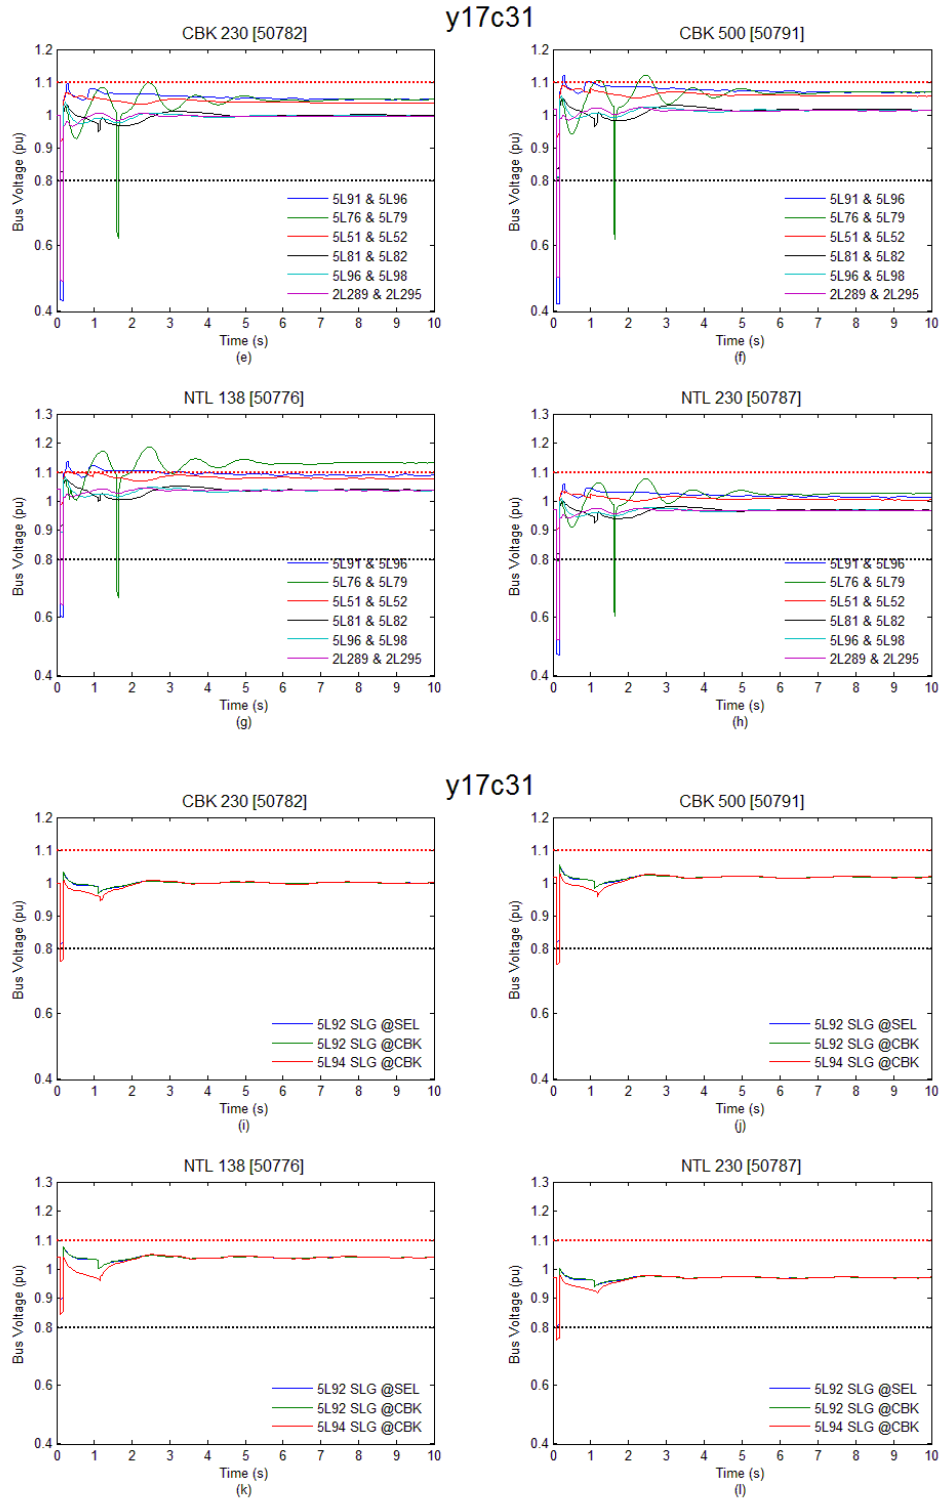 y17c31
CBK 230 [50782]
CBK 500 [50791]
1.2
1.1
1
0.8
0.6
0.4
Bus Voltage (pu)
5L91 & 5L96
5L76 & 5L79
5L51 & 5L52
5L81 & 5L82
5L96 & 5L98
2L289 & 2L295
0 1 2 3 4 5 6 7 8 9 10
Time (s)
(e)
1.2
1.1
1
0.8
0.6
0.4
Bus Voltage (pu)
5L91 & 5L96
5L76 & 5L79
5L51 & 5L52
5L81 & 5L82
5L96 & 5L98
2L289 & 2L295
0 1 2 3 4 5 6 7 8 9 10
Time (s)
(f)
NTL 138 [50776]
NTL 230 [50787]
1.3
1.2
1.1
1
0.9
0.8
0.6
0.4
Bus Voltage (pu)
5L91 & 5L96
5L76 & 5L79
5L51 & 5L52
5L81 & 5L82
5L96 & 5L98
2L289 & 2L295
0 1 2 3 4 5 6 7 8 9 10
Time (s)
(g)
1.3
1.2
1.1
1
0.9
0.8
0.6
0.4
Bus Voltage (pu)
5L91 & 5L96
5L76 & 5L79
5L51 & 5L52
5L81 & 5L82
5L96 & 5L98
2L289 & 2L295
0 1 2 3 4 5 6 7 8 9 10
Time (s)
(h)
y17c31
CBK 230 [50782]
CBK 500 [50791]
1.2
1.1
1
0.9
0.8
0.6
0.4
Bus Voltage (pu)
5L92 SLG @SEL
5L92 SLG @CBK
5L94 SLG @CBK
0 1 2 3 4 5 6 7 8 9 10
Time (s)
(i)
1.2
1.1
1
0.9
0.8
0.6
0.4
Bus Voltage (pu)
5L92 SLG @SEL
5L92 SLG @CBK
5L94 SLG @CBK
0 1 2 3 4 5 6 7 8 9 10
Time (s)
(j)
NTL 138 [50776]
NTL 230 [50787]
1.3
1.2
1.1
1
0.9
0.8
0.6
0.4
Bus Voltage (pu)
5L92 SLG @SEL
5L92 SLG @CBK
5L94 SLG @CBK
0 1 2 3 4 5 6 7 8 9 10
Time (s)
(k)
1.3
1.2
1.1
1
0.9
0.8
0.6
0.4
Bus Voltage (pu)
5L92 SLG @SEL
5L92 SLG @CBK
5L94 SLG @CBK
0 1 2 3 4 5 6 7 8 9 10
Time (s)
(l)